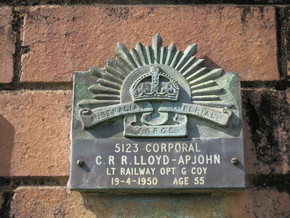 AUSTRALIA IMPERIAL
FORCE
5123 CORPORAL
C. R. R. LLOYD-APJOHN
LT RAILWAY OPT G COY
19-4-1950 AGE 55